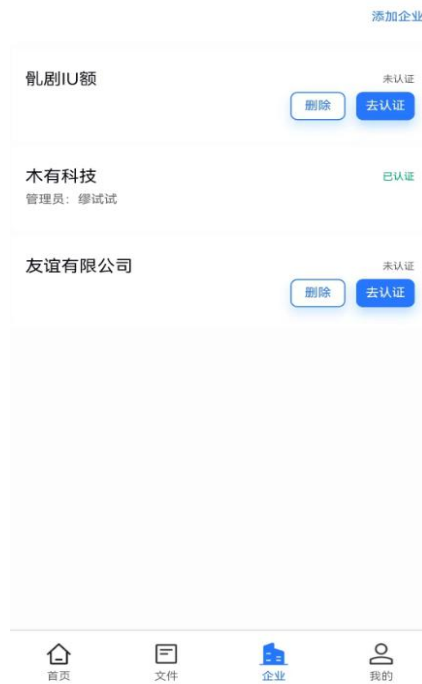 添加企业
骪剧IU额
未认证
删除 去认证
木有科技
已认证
管理员：缪试试
友谊有限公司
未认证
删除 去认证
首页 文件 企业 我的